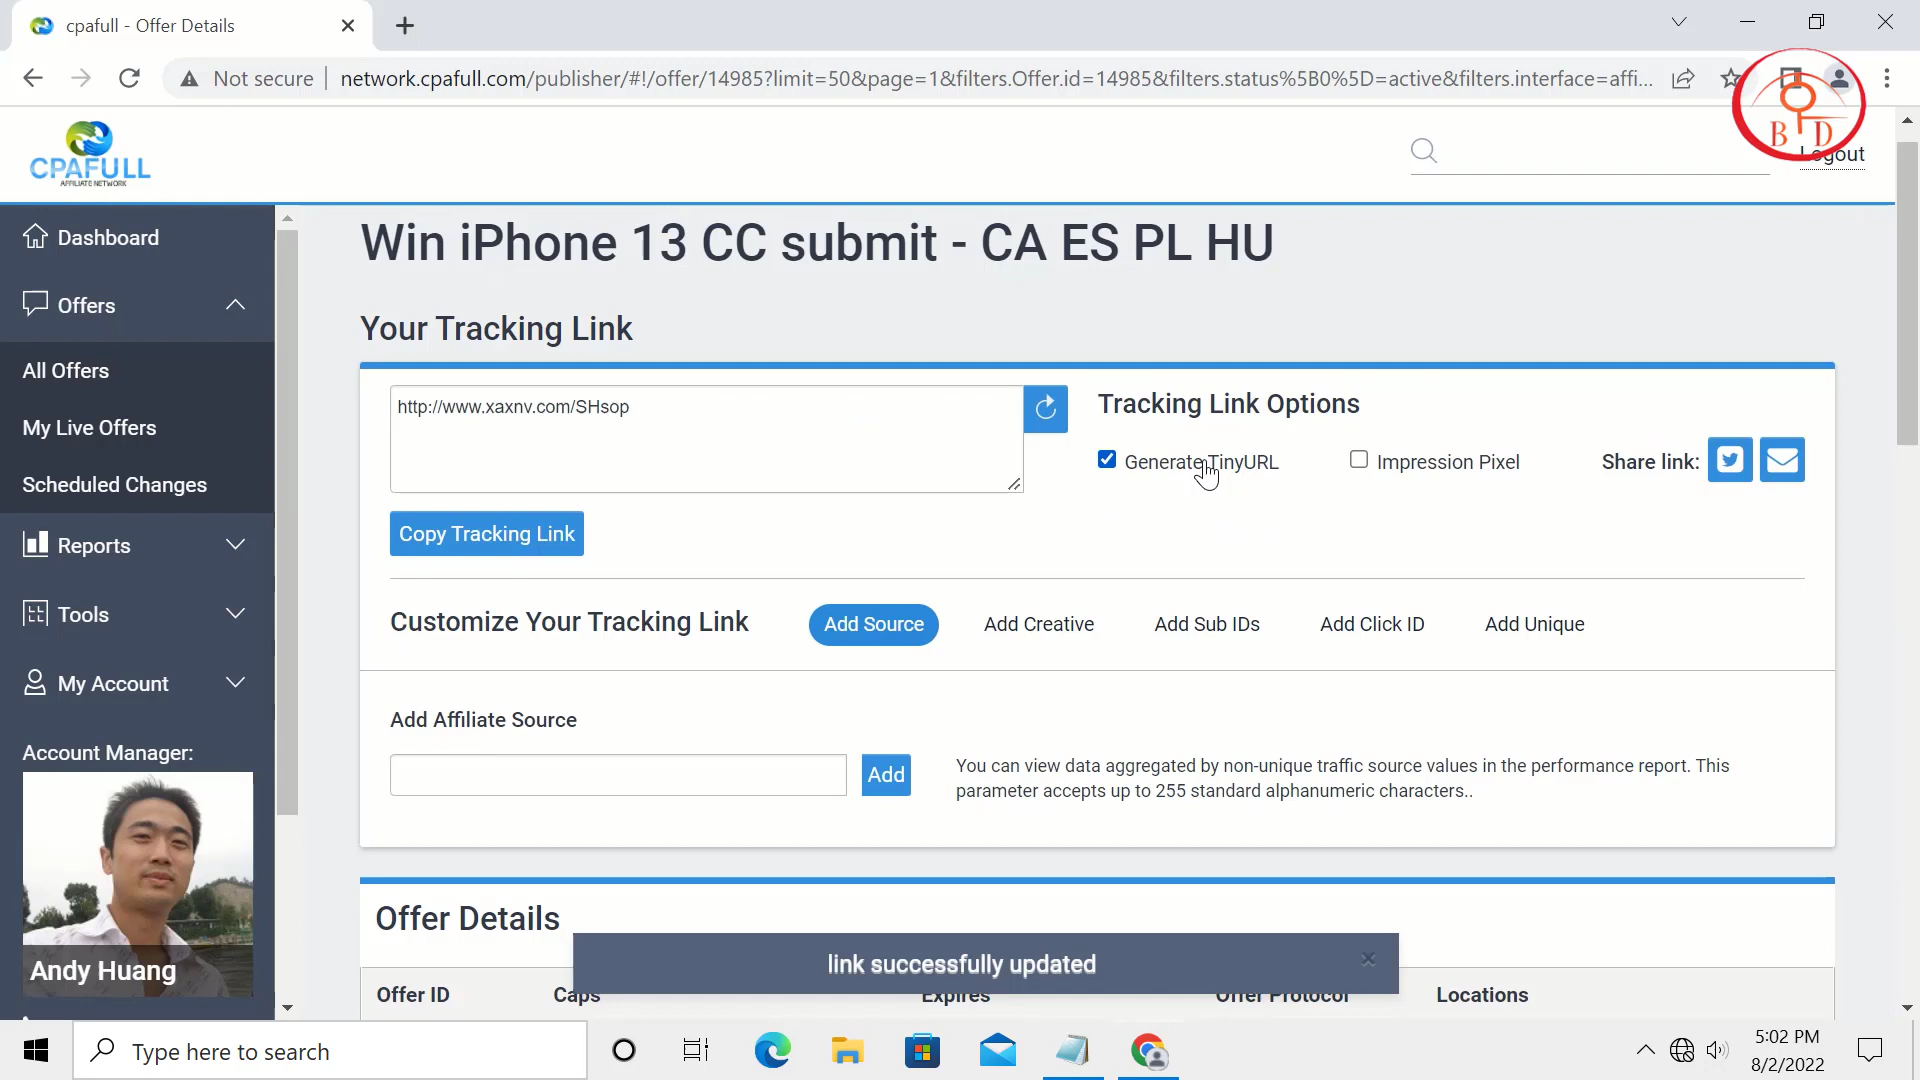 cpafull - Offer Details
Not secure
network.cpafull.com/publisher/#!/offer/14985?limit=50&page=1&filters.Offer.id=14985&filters.status%5B0%5D=active&filters.interface=affi...
B D
CPAFULL
AFFILIATE NETWORK
Logout
Dashboard
Offers
All Offers
My Live Offers
Scheduled Changes
Reports
Tools
My Account
Account Manager:
Andy Huang
Win iPhone 13 CC submit - CA ES PL HU
Your Tracking Link
http://www.xaxnv.com/SHsop
Tracking Link Options
Generate TinyURL
Impression Pixel
Share link:
Copy Tracking Link
Customize Your Tracking Link
Add Source
Add Creative
Add Sub IDs
Add Click ID
Add Unique
Add Affiliate Source
Add
You can view data aggregated by non-unique traffic source values in the performance report. This
parameter accepts up to 255 standard alphanumeric characters..
Offer Details
link successfully updated
Offer ID
Caps
Expires
Offer Protocol
Locations
Type here to search
5:02 PM
8/2/2022